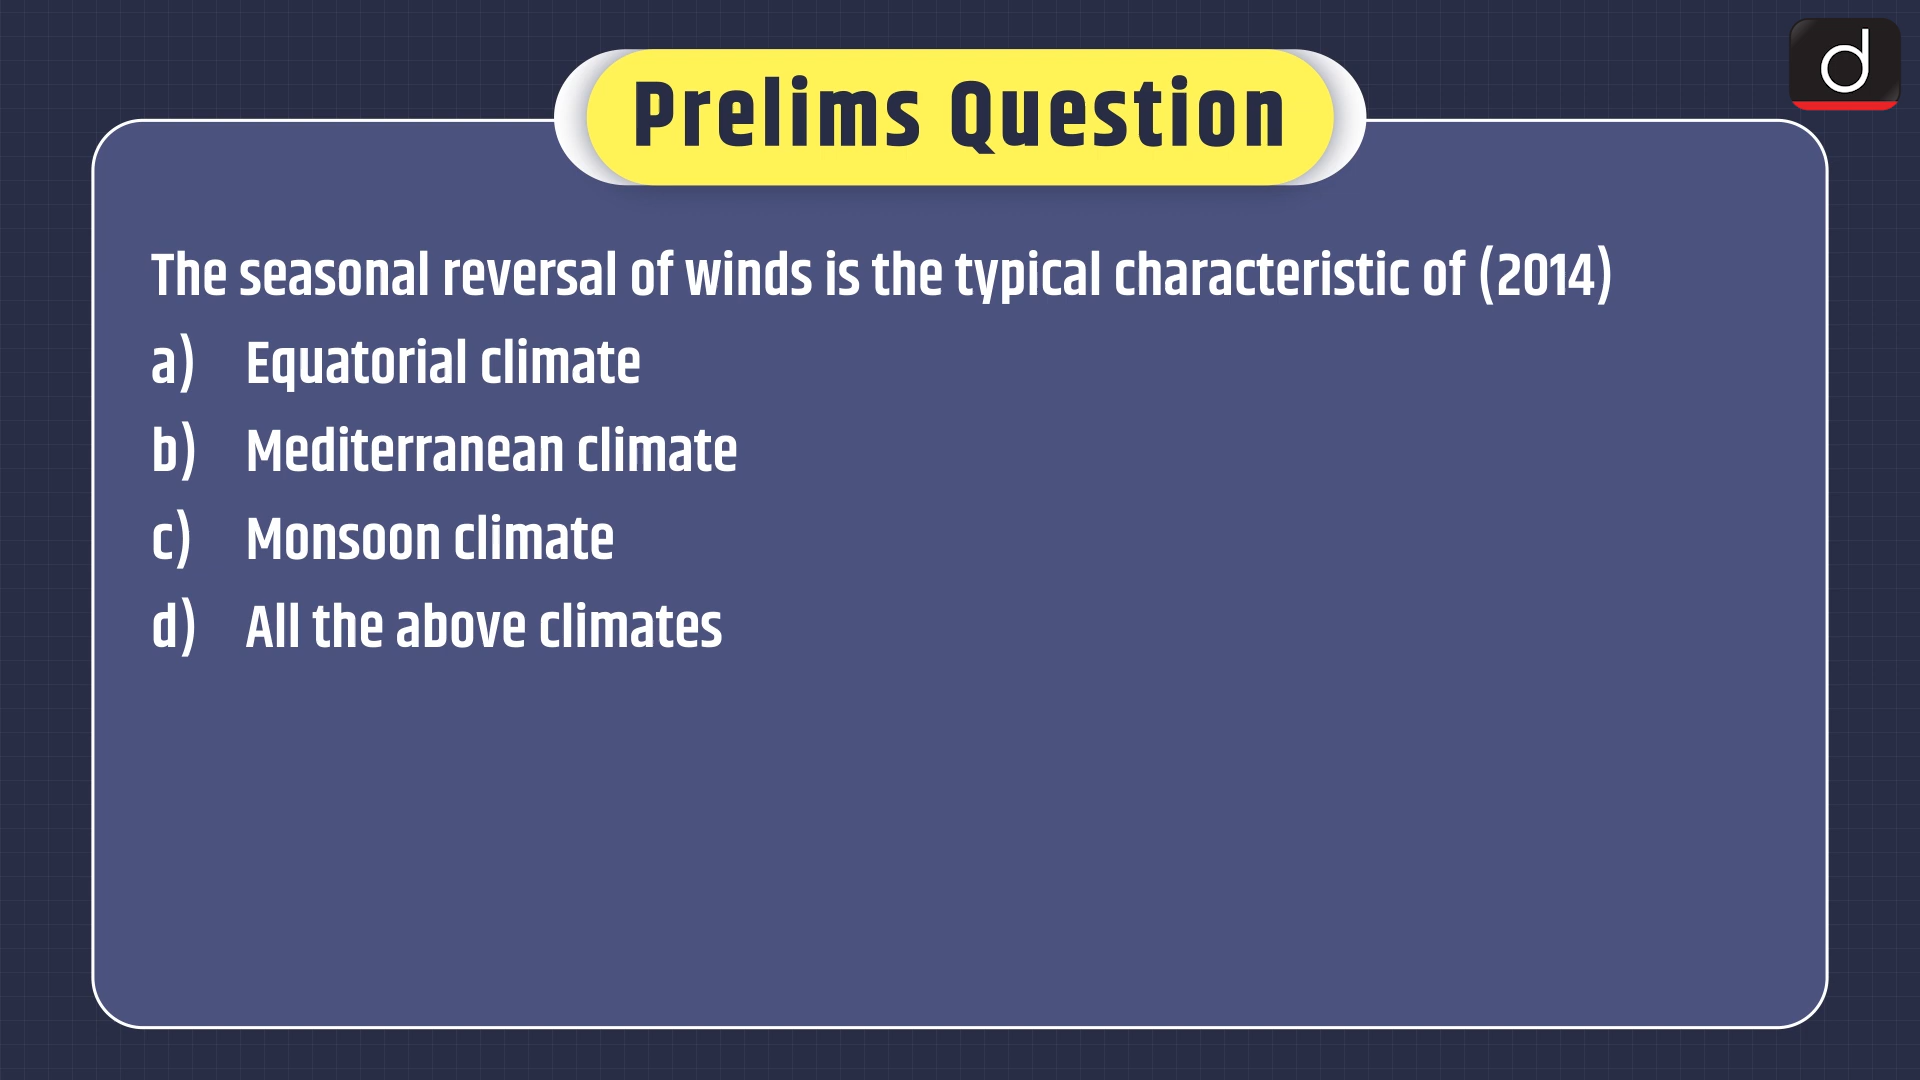 Prelims Question
d
The seasonal reversal of winds is the typical characteristic of (2014)
a) Equatorial climate
b) Mediterranean climate
c) Monsoon climate
d) All the above climates